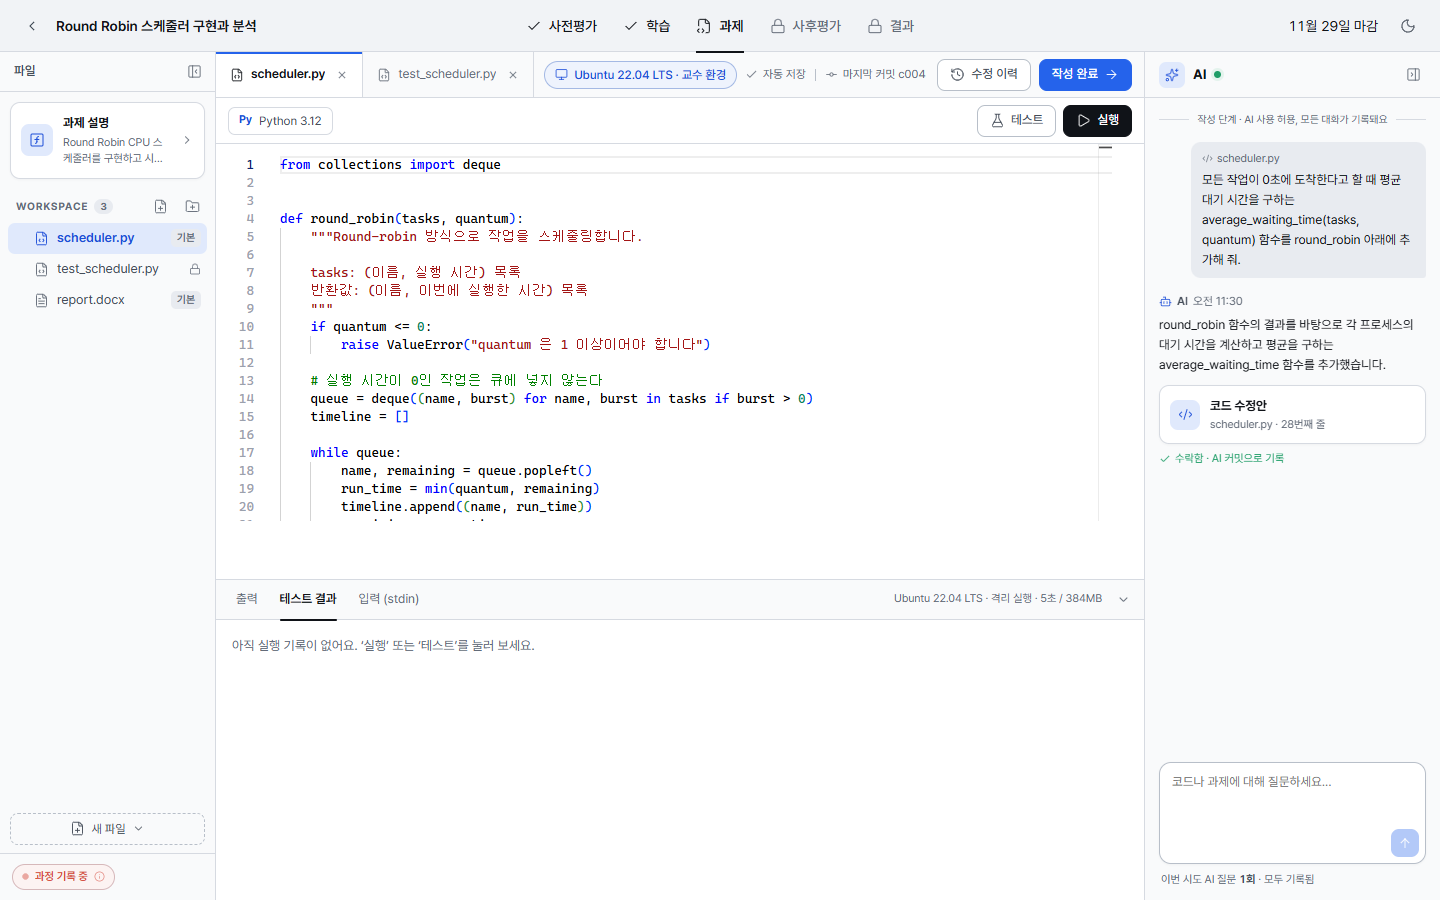 Round Robin 스케줄러 구현과 분석
사전평가
학습
과제
사후평가
결과
11월 29일 마감
파일
과제 설명
Round Robin CPU 스
케줄러를 구현하고 시...
WORKSPACE 3
scheduler.py 기본
test_scheduler.py
report.docx 기본
새 파일
과정 기록 중
scheduler.py
test_scheduler.py
Ubuntu 22.04 LTS · 교수 환경
자동 저장
마지막 커밋 c004
수정 이력
작성 완료
Py Python 3.12
테스트
실행
1 from collections import deque
2
3
4 def round_robin(tasks, quantum):
5 """Round-robin 방식으로 작업을 스케줄링합니다.
6
7 tasks: (이름, 실행 시간) 목록
8 반환값: (이름, 이번에 실행한 시간) 목록
9 """
10 if quantum <= 0:
11 raise ValueError("quantum 은 1 이상이어야 합니다")
12
13 # 실행 시간이 0인 작업은 큐에 넣지 않는다
14 queue = deque((name, burst) for name, burst in tasks if burst > 0)
15 timeline = []
16
17 while queue:
18 name, remaining = queue.popleft()
19 run_time = min(quantum, remaining)
20 timeline.append((name, run_time))
출력
테스트 결과
입력 (stdin)
Ubuntu 22.04 LTS · 격리 실행 · 5초 / 384MB
아직 실행 기록이 없어요. ‘실행’ 또는 ‘테스트’를 눌러 보세요.
AI
작성 단계 · AI 사용 허용, 모든 대화가 기록돼요
scheduler.py
모든 작업이 0초에 도착한다고 할 때 평균
대기 시간을 구하는
average_waiting_time(tasks,
quantum) 함수를 round_robin 아래에 추
가해 줘.
AI 오전 11:30
round_robin 함수의 결과를 바탕으로 각 프로세스의
대기 시간을 계산하고 평균을 구하는
average_waiting_time 함수를 추가했습니다.
코드 수정안
scheduler.py · 28번째 줄
수락함 · AI 커밋으로 기록
코드나 과제에 대해 질문하세요...
이번 시도 AI 질문 1회 · 모두 기록됨